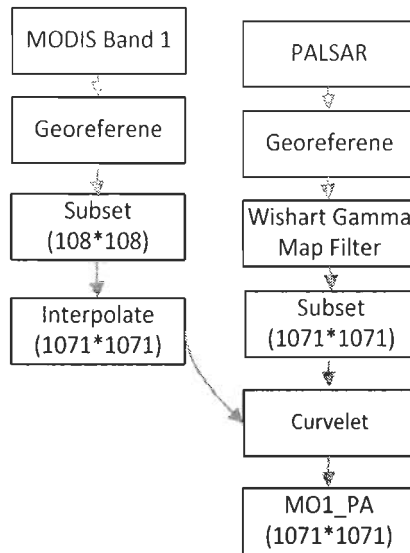 MODIS Band 1
Georeferene
Subset
(108*108)
Interpolate
(1071*1071)
PALSAR
Georeferene
Wishart Gamma
Map Filter
Subset
(1071*1071)
Curvelet
MO1_PA
(1071*1071)